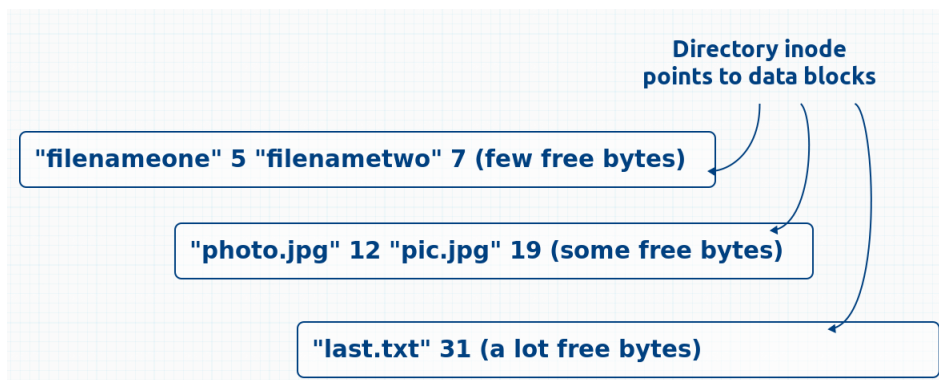 Directory inode
points to data blocks
"filenameone" 5 "filenametwo" 7 (few free bytes)
"photo.jpg" 12 "pic.jpg" 19 (some free bytes)
"last.txt" 31 (a lot free bytes)